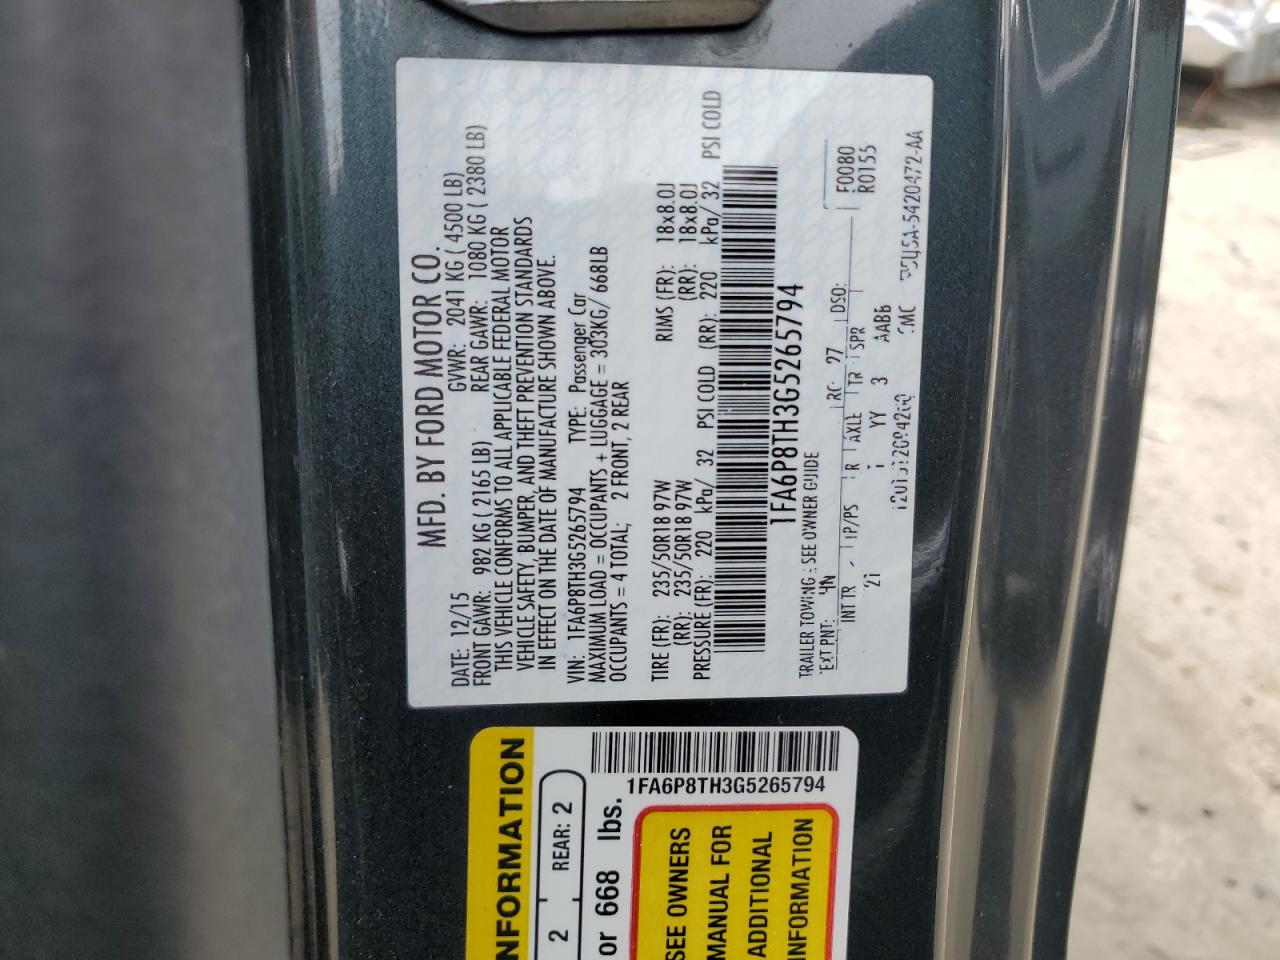 MFD. BY FORD MOTOR CO.
DATE: 12/15 GVWR: 2041 KG ( 4500 LB)
FRONT GAWR: 982 KG ( 2165 LB) REAR GAWR: 1080 KG ( 2380 LB)
THIS VEHICLE CONFORMS TO ALL APPLICABLE FEDERAL MOTOR
VEHICLE SAFETY, BUMPER, AND THEFT PREVENTION STANDARDS
IN EFFECT ON THE DATE OF MANUFACTURE SHOWN ABOVE.
VIN: 1FA6P8TH3G5265794 TYPE: Passenger Car
MAXIMUM LOAD = OCCUPANTS + LUGGAGE = 303KG/ 668LB
OCCUPANTS = 4 TOTAL; 2 FRONT, 2 REAR
TIRE (FR): 235/50R18 97W RIMS (FR): 18x8.0J
(RR): 235/50R18 97W (RR): 18x8.0J
PRESSURE (FR): 220 kPa/ 32 PSI COLD (RR): 220 kPa/ 32 PSI COLD
1FA6P8TH3G5265794
TRAILER TOWING: SEE OWNER GUIDE
EXT PNT: HN RC: 27 DSO: F0080
R0155
INT TR TP/PS R AXLE TR SPR
21 YY 3 AABB
1FA6P8TH3G5265794
NFORMATION
2 REAR: 2
or 668 lbs.
SEE OWNERS
MANUAL FOR
ADDITIONAL
INFORMATION